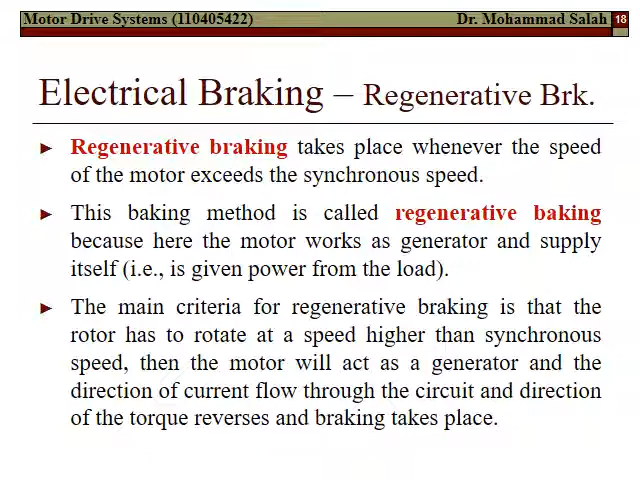 Motor Drive Systems (110405422) Dr. Mohammad Salah 18
Electrical Braking – Regenerative Brk.
► Regenerative braking takes place whenever the speed
of the motor exceeds the synchronous speed.
► This baking method is called regenerative baking
because here the motor works as generator and supply
itself (i.e., is given power from the load).
► The main criteria for regenerative braking is that the
rotor has to rotate at a speed higher than synchronous
speed, then the motor will act as a generator and the
direction of current flow through the circuit and direction
of the torque reverses and braking takes place.